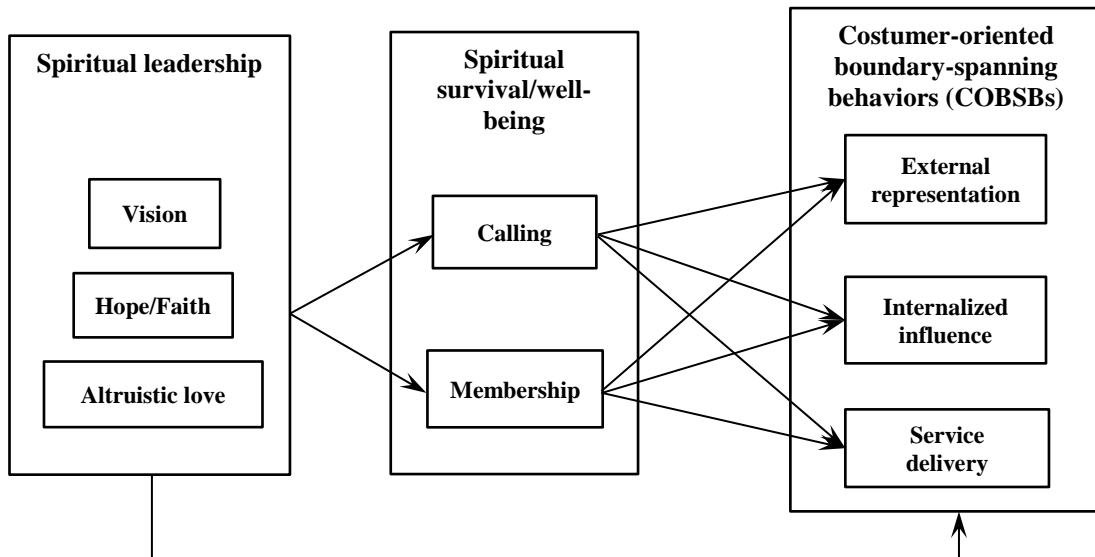 Spiritual leadership
Vision
Hope/Faith
Altruistic love
Spiritual
survival/well-
being
Calling
Membership
Costumer-oriented
boundary-spanning
behaviors (COBSBs)
External
representation
Internalized
influence
Service
delivery